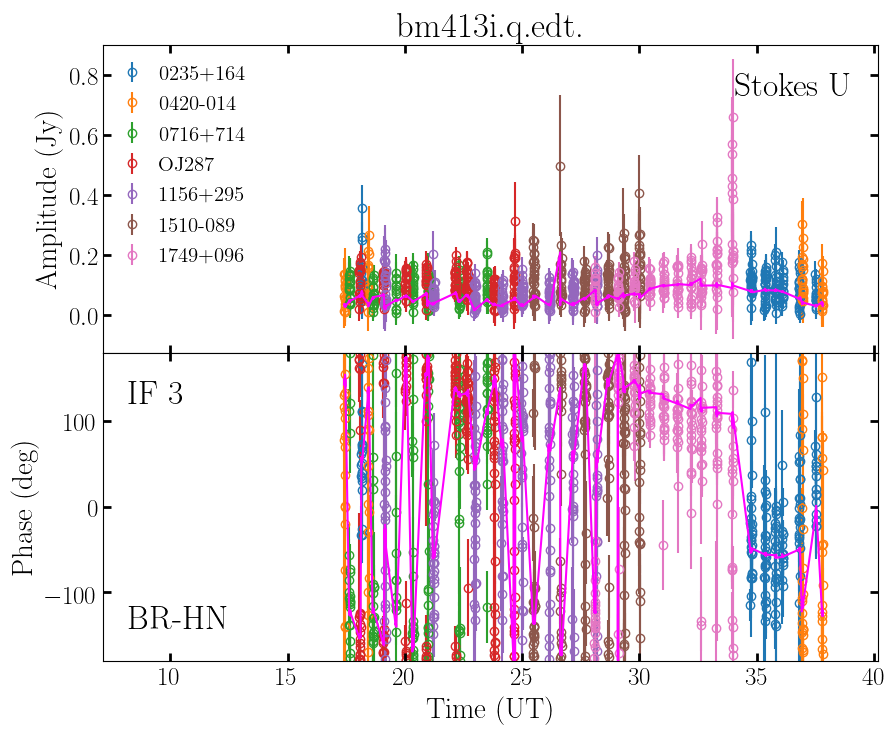 bm413i.q.edt.
Stokes U
0235+164
0420-014
0716+714
OJ287
1156+295
1510-089
1749+096
Amplitude (Jy)
0.8
0.6
0.4
0.2
0.0
IF 3
BR-HN
Phase (deg)
100
0
−100
10 15 20 25 30 35 40
Time (UT)